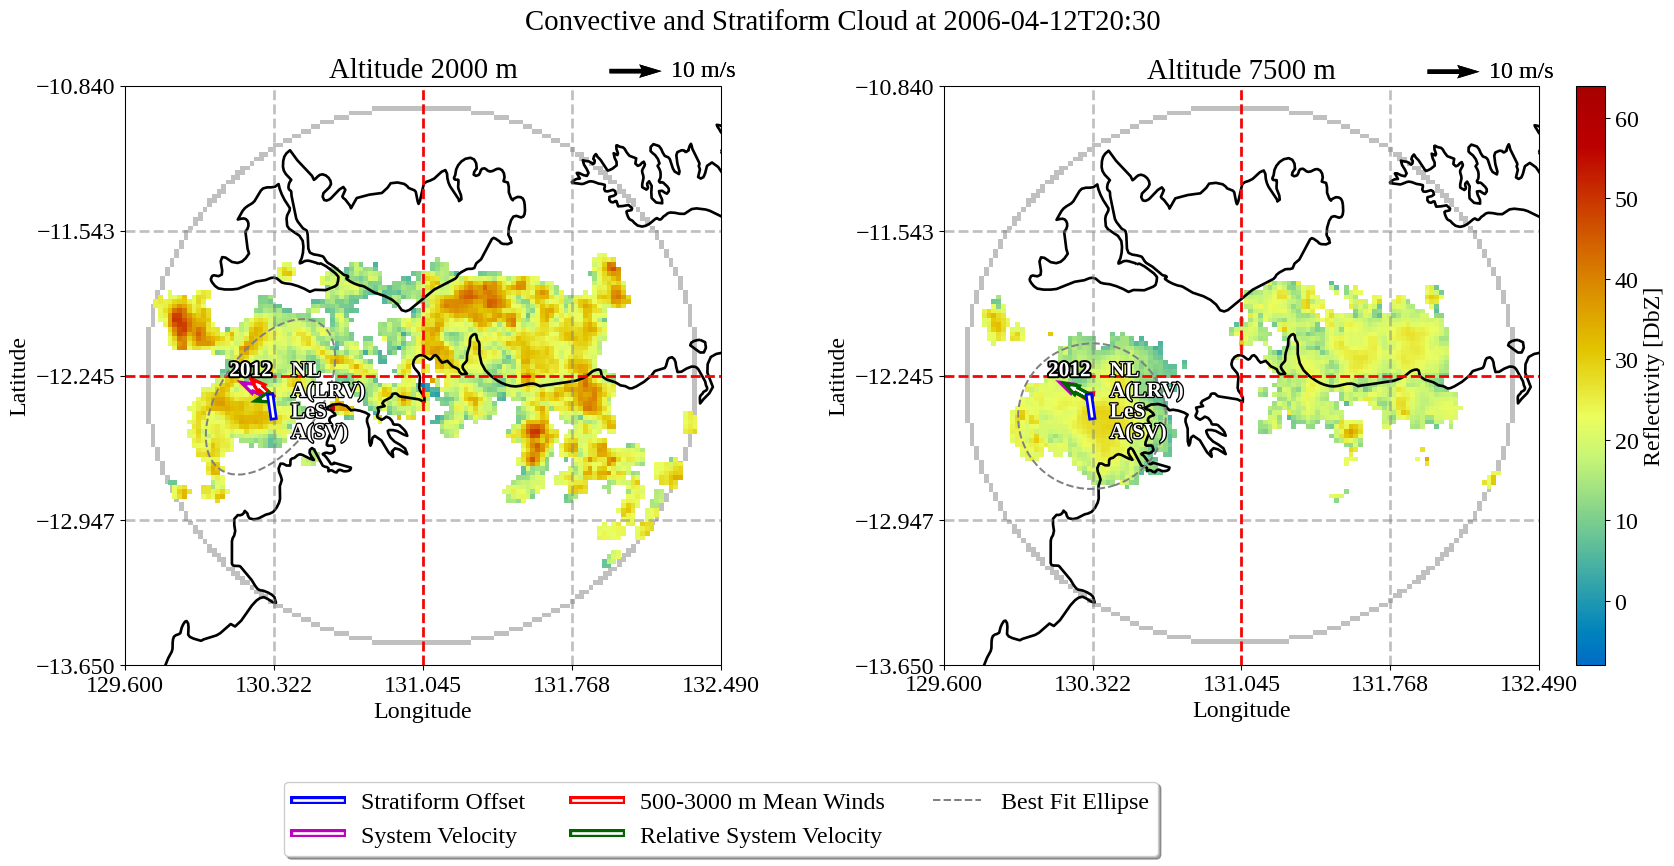 Convective and Stratiform Cloud at 2006-04-12T20:30
Altitude 2000 m
10 m/s
Altitude 7500 m
10 m/s
−10.840
−11.543
−12.245
−12.947
−13.650
Latitude
2012
NL
A(LRV)
LeS
A(SV)
129.600
130.322
131.045
131.768
132.490
Longitude
−10.840
−11.543
−12.245
−12.947
−13.650
Latitude
2012
NL
A(LRV)
LeS
A(SV)
129.600
130.322
131.045
131.768
132.490
Longitude
60
50
40
30
20
10
0
Reflectivity [DbZ]
Stratiform Offset
System Velocity
500-3000 m Mean Winds
Relative System Velocity
Best Fit Ellipse